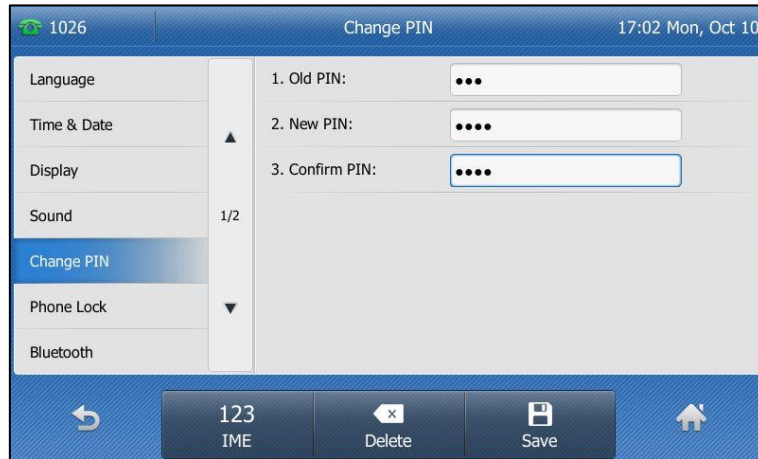 1026 Change PIN 17:02 Mon, Oct 10
Language
Time & Date
Display
Sound
Change PIN
Phone Lock
Bluetooth
1/2
1. Old PIN: •••
2. New PIN: ••••
3. Confirm PIN: ••••
123
IME
Delete
Save